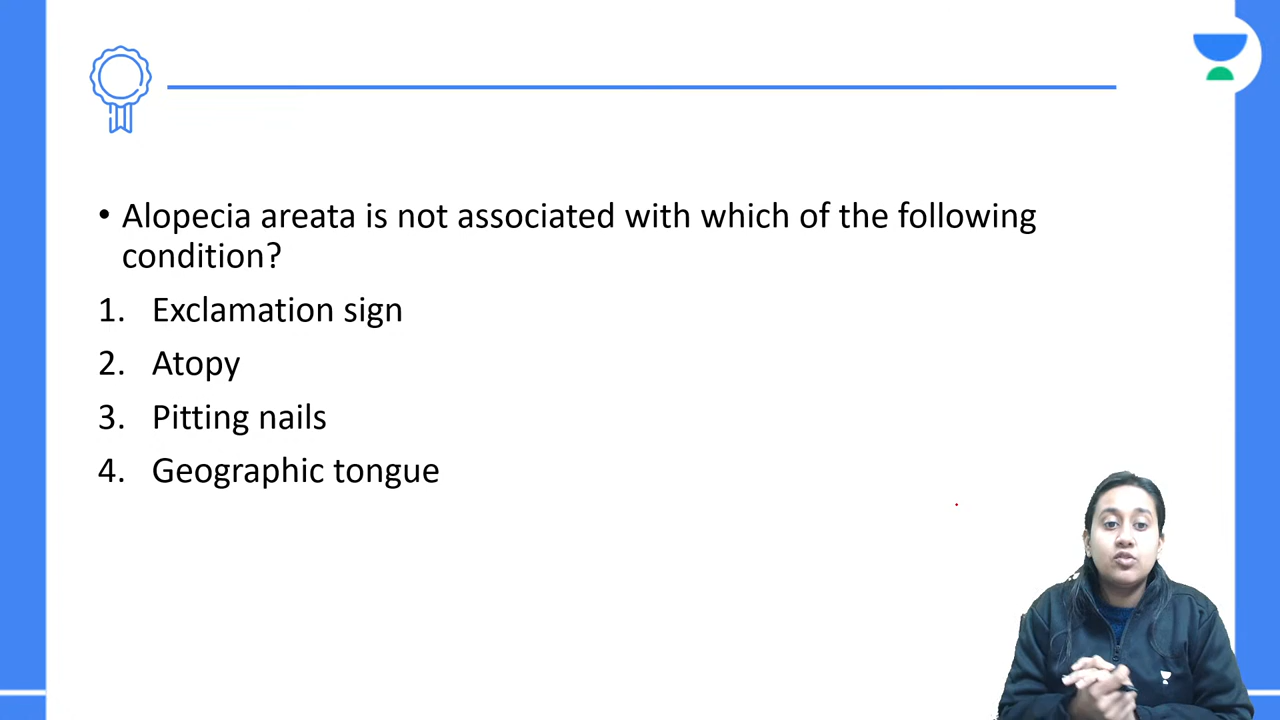 • Alopecia areata is not associated with which of the following
condition?
1. Exclamation sign
2. Atopy
3. Pitting nails
4. Geographic tongue